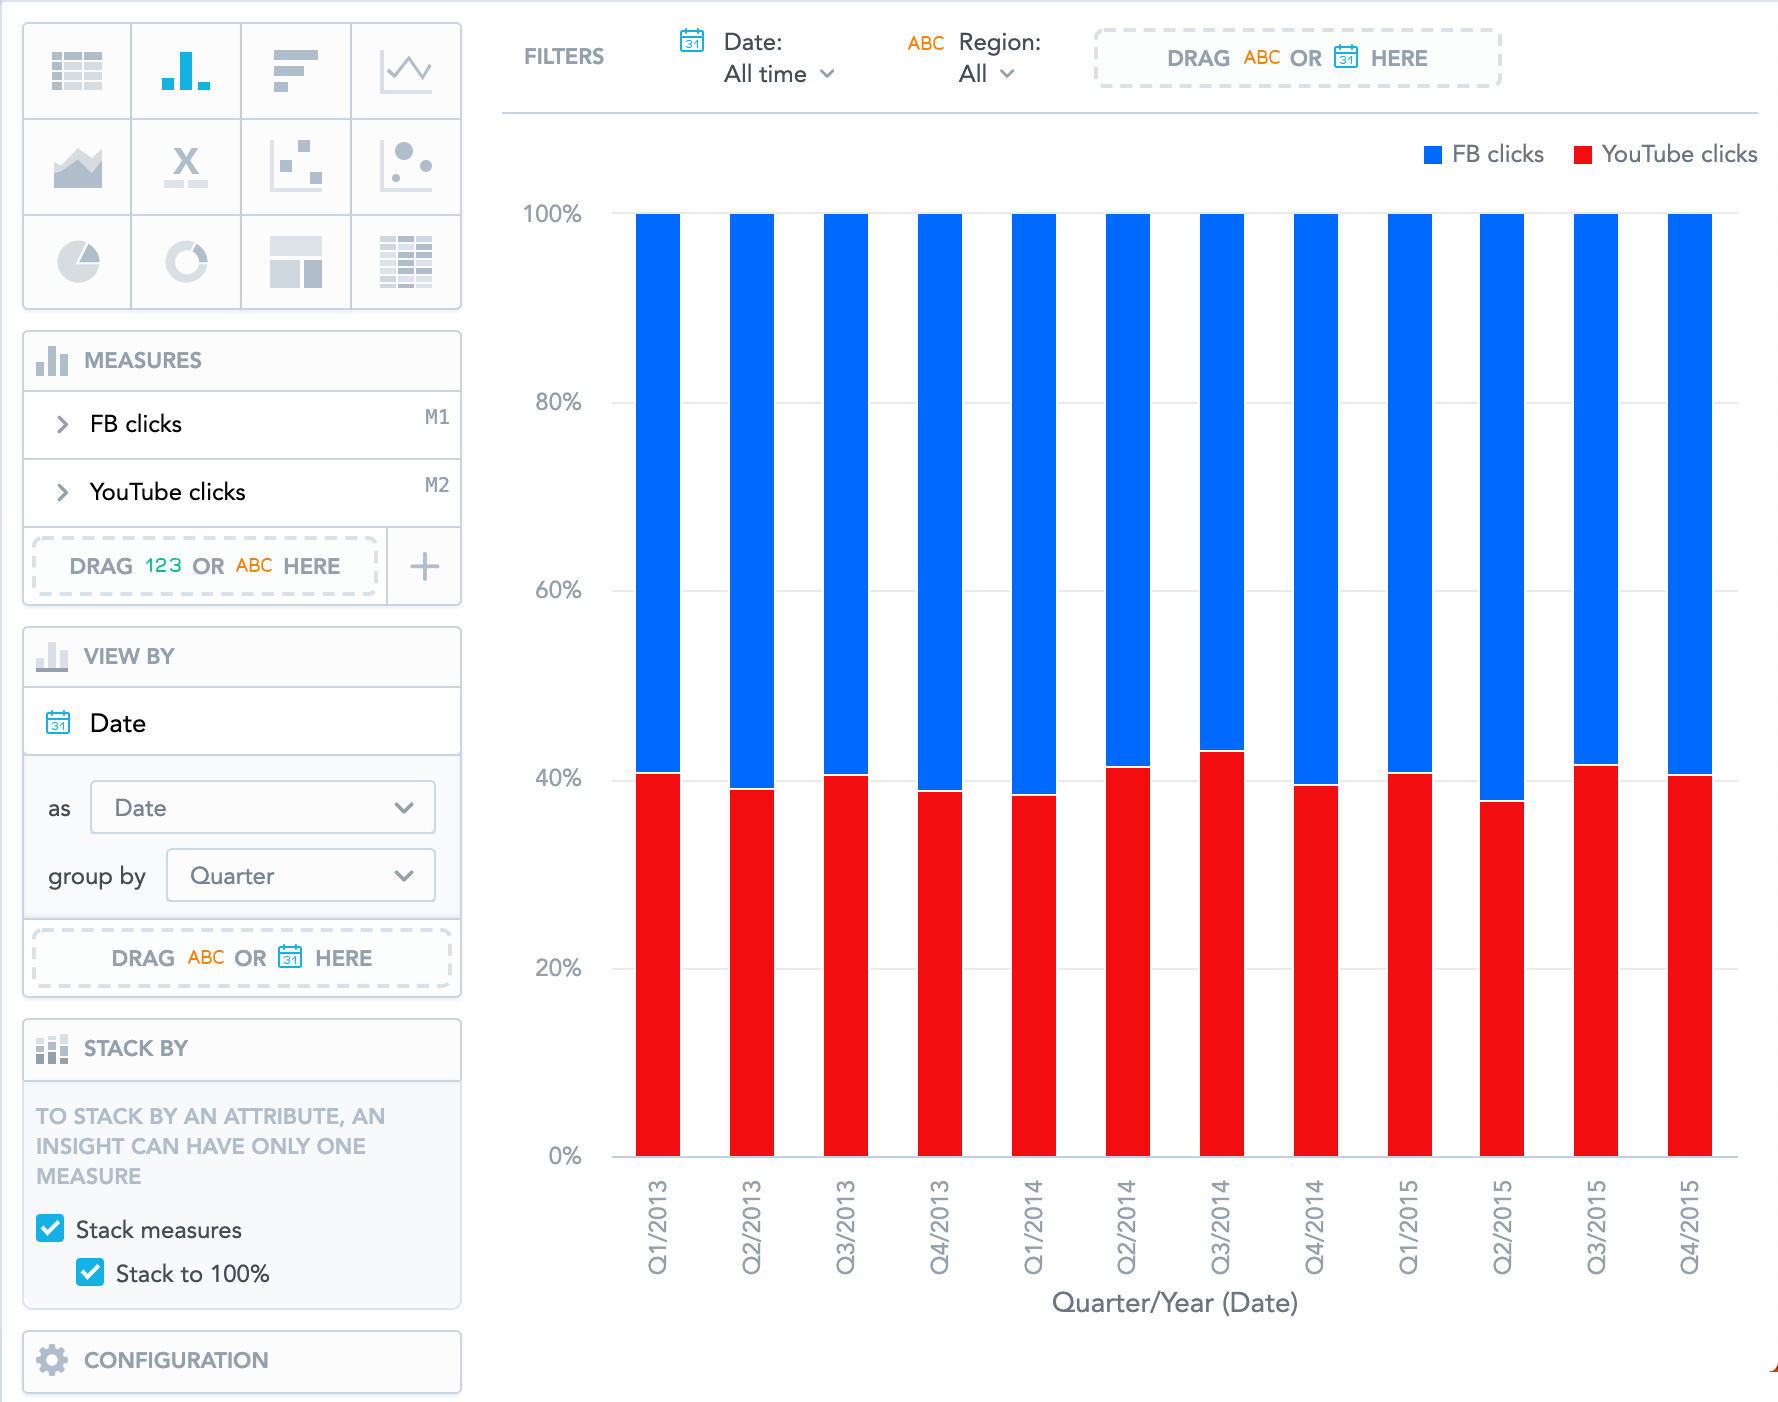 X
MEASURES
FB clicks M1
YouTube clicks M2
DRAG 123 OR ABC HERE
VIEW BY
31 Date
as Date
group by Quarter
DRAG ABC OR 31 HERE
STACK BY
TO STACK BY AN ATTRIBUTE, AN
INSIGHT CAN HAVE ONLY ONE
MEASURE
Stack measures
Stack to 100%
CONFIGURATION
FILTERS
31 Date:
All time
ABC Region:
All
DRAG ABC OR 31 HERE
FB clicks YouTube clicks
100%
80%
60%
40%
20%
0%
Q1/2013
Q2/2013
Q3/2013
Q4/2013
Q1/2014
Q2/2014
Q3/2014
Q4/2014
Q1/2015
Q2/2015
Q3/2015
Q4/2015
Quarter/Year (Date)